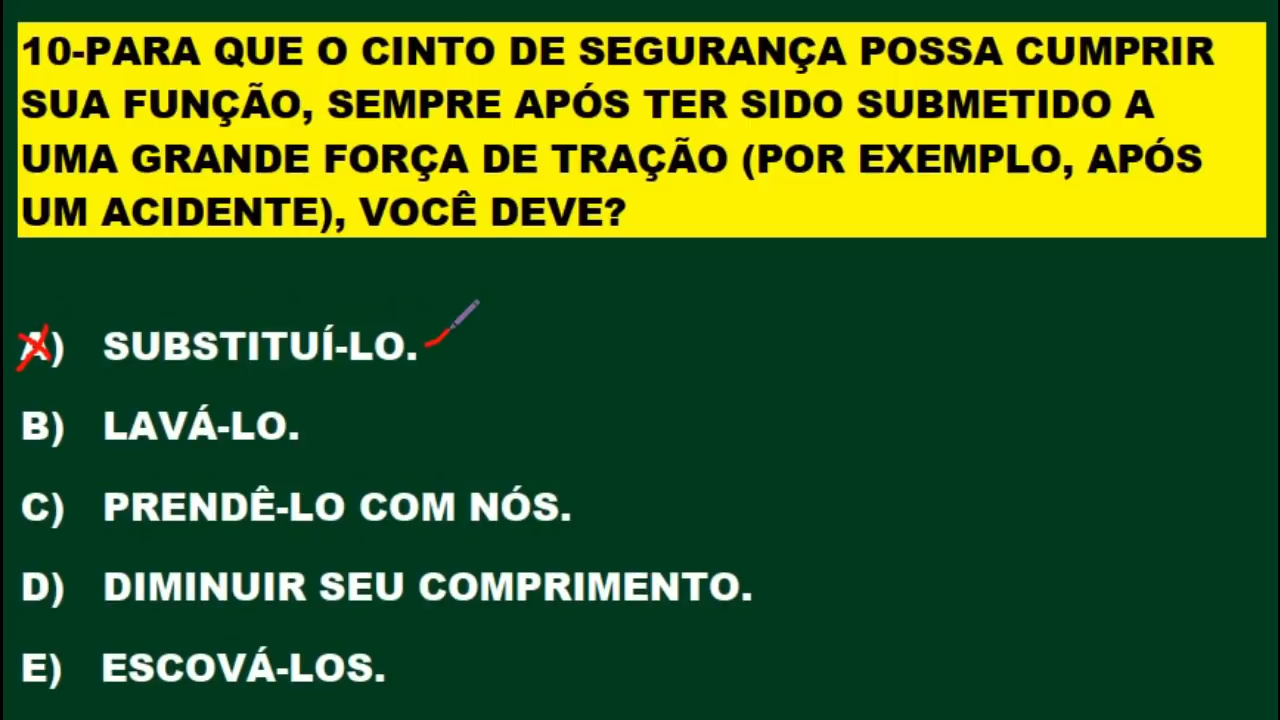 10-PARA QUE O CINTO DE SEGURANÇA POSSA CUMPRIR
SUA FUNÇÃO, SEMPRE APÓS TER SIDO SUBMETIDO A
UMA GRANDE FORÇA DE TRAÇÃO (POR EXEMPLO, APÓS
UM ACIDENTE), VOCÊ DEVE?
A) SUBSTITUÍ-LO.
B) LAVÁ-LO.
C) PRENDÊ-LO COM NÓS.
D) DIMINUIR SEU COMPRIMENTO.
E) ESCOVÁ-LOS.